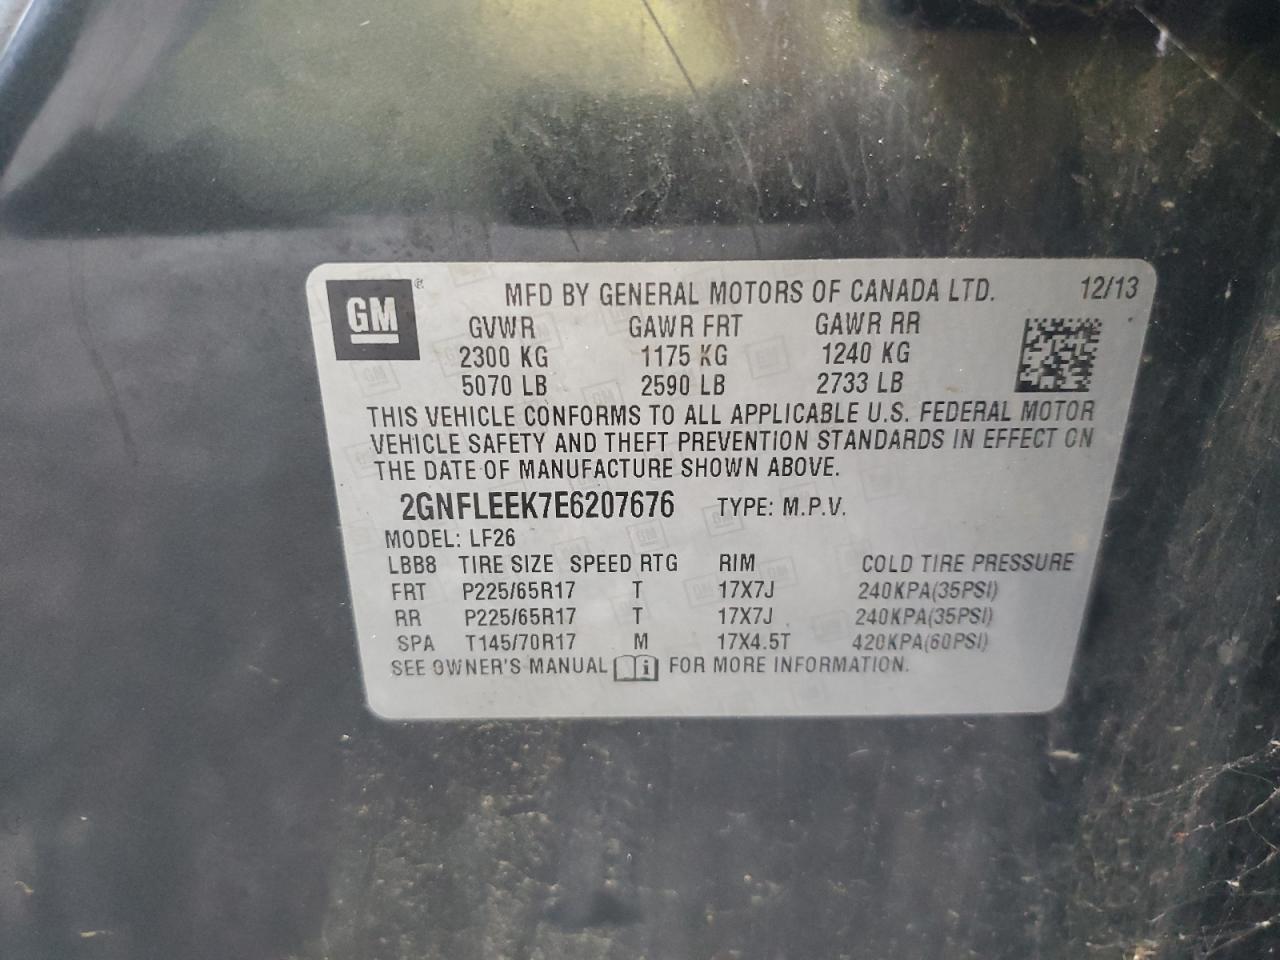 GM®
MFD BY GENERAL MOTORS OF CANADA LTD. 12/13
GVWR GAWR FRT GAWR RR
2300 KG 1175 KG 1240 KG
5070 LB 2590 LB 2733 LB
THIS VEHICLE CONFORMS TO ALL APPLICABLE U.S. FEDERAL MOTOR
VEHICLE SAFETY AND THEFT PREVENTION STANDARDS IN EFFECT ON
THE DATE OF MANUFACTURE SHOWN ABOVE.
2GNFLEEK7E6207676 TYPE: M.P.V.
MODEL: LF26
LBB8 TIRE SIZE SPEED RTG RIM COLD TIRE PRESSURE
FRT P225/65R17 T 17X7J 240KPA(35PSI)
RR P225/65R17 T 17X7J 240KPA(35PSI)
SPA T145/70R17 M 17X4.5T 420KPA(60PSI)
SEE OWNER'S MANUAL i FOR MORE INFORMATION.